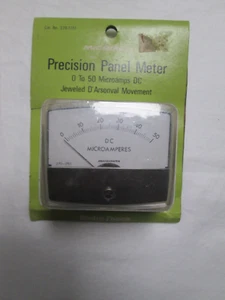 Precision Panel Meter
0 To 50 Microamps DC
Jeweled D'Arsonval Movement
0 10 20 30 40 50
DC
MICROAMPERES